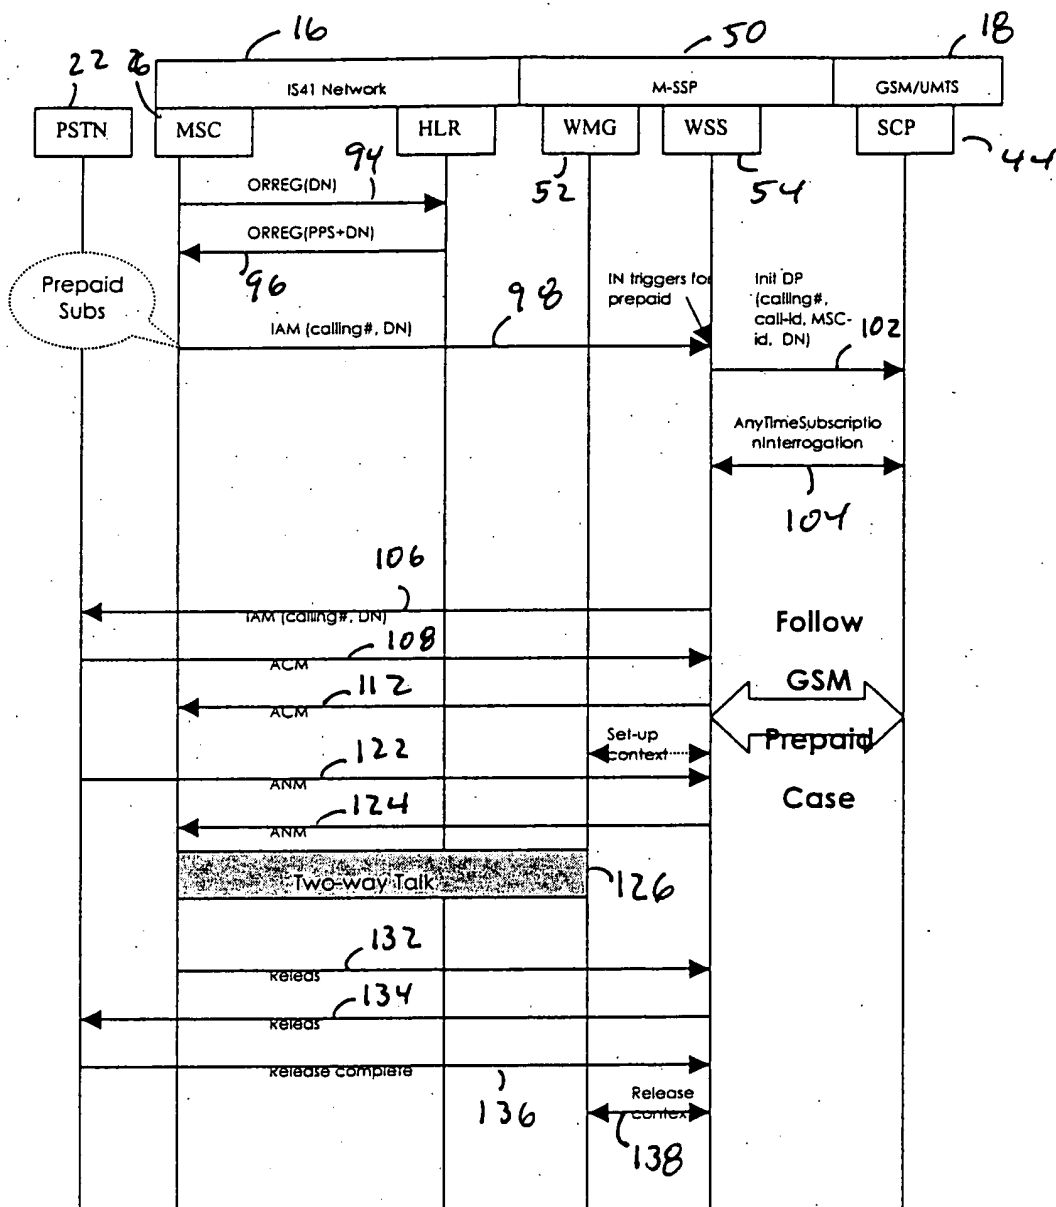 16
50
18
22
26
IS41 Network
M-SSP
GSM/UMTS
PSTN
MSC
HLR
WMG
WSS
SCP
44
52
54
94
ORREG(DN)
ORREG(PPS+DN)
96
Prepaid
Subs
IN triggers for
prepaid
Init DP
(calling#,
call-id, MSC-
id, DN)
98
102
IAM (calling#, DN)
AnyTimeSubscriptio
nInterrogation
104
106
IAM (calling#, DN)
108
ACM
112
ACM
Follow
GSM
Prepaid
Case
Set-up
context
122
ANM
124
ANM
Two-way Talk
126
132
Releas
134
Releas
Release complete
136
Release
context
138